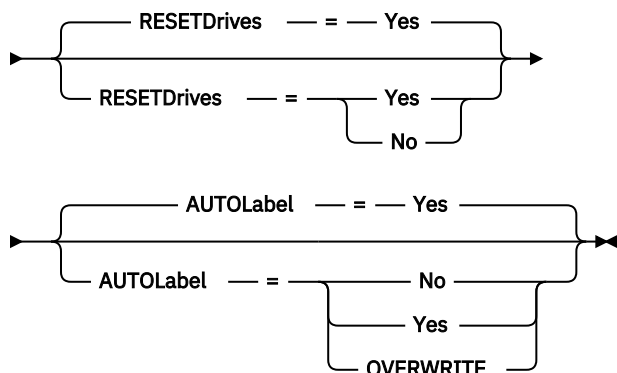 RESETDrives = Yes
RESETDrives = Yes
No
AUTOLabel = Yes
AUTOLabel = No
Yes
OVERWRITE